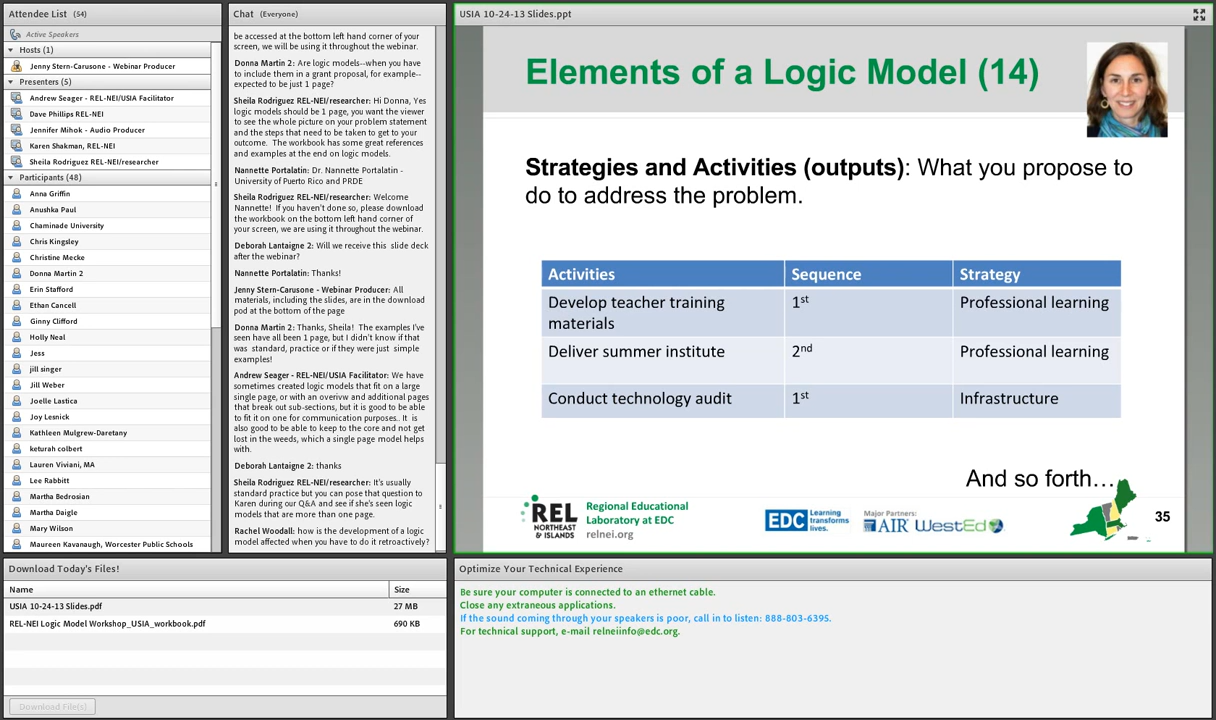 Attendee List (54)
Active Speakers
Hosts (1)
Jenny Stern-Carusone - Webinar Producer
Presenters (5)
Andrew Seager - REL-NEI/USIA Facilitator
Dave Phillips REL-NEI
Jennifer Mihok - Audio Producer
Karen Shakman, REL-NEI
Sheila Rodriguez REL-NEI/researcher
Participants (48)
Anna Griffin
Anushka Paul
Chaminade University
Chris Kingsley
Christine Mecke
Donna Martin 2
Erin Stafford
Ethan Cancell
Ginny Clifford
Holly Neal
Jess
jill singer
Jill Weber
Joelle Lastica
Joy Lesnick
Kathleen Mulgrew-Daretany
keturah colbert
Lauren Viviani, MA
Lee Rabbitt
Martha Bedrosian
Martha Daigle
Mary Wilson
Maureen Kavanaugh, Worcester Public Schools
Chat (Everyone)
be accessed at the bottom left hand corner of your
screen, we will be using it throughout the webinar.
Donna Martin 2: Are logic models--when you have
to include them in a grant proposal, for example--
expected to be just 1 page?
Sheila Rodriguez REL-NEI/researcher: Hi Donna, Yes
logic models should be 1 page, you want the viewer
to see the whole picture on your problem statement
and the steps that need to be taken to get to your
outcome. The workbook has some great references
and examples at the end on logic models.
Nannette Portalatin: Dr. Nannette Portalatin -
University of Puerto Rico and PRDE
Sheila Rodriguez REL-NEI/researcher: Welcome
Nannette! If you haven't done so, please download
the workbook on the bottom left hand corner of
your screen, we are using it throughout the webinar.
Deborah Lantaigne 2: Will we receive this slide deck
after the webinar?
Nannette Portalatin: Thanks!
Jenny Stern-Carusone - Webinar Producer: All
materials, including the slides, are in the download
pod at the bottom of the page
Donna Martin 2: Thanks, Sheila! The examples I've
seen have all been 1 page, but I didn't know if that
was standard, practice or if they were just simple
examples!
Andrew Seager - REL-NEI/USIA Facilitator: We have
sometimes created logic models that fit on a large
single page, or with an overivw and additional pages
that break out sub-sections, but it is good to be able
to fit it on one for communication purposes.. It is
also good to be able to keep to the core and not get
lost in the weeds, which a single page model helps
with.
Deborah Lantaigne 2: thanks
Sheila Rodriguez REL-NEI/researcher: It's usually
standard practice but you can pose that question to
Karen during our Q&A and see if she's seen logic
models that are more than one page.
Rachel Woodall: how is the development of a logic
model affected when you have to do it retroactively?
USIA 10-24-13 Slides.ppt
Elements of a Logic Model (14)
Strategies and Activities (outputs): What you propose to
do to address the problem.
Activities Sequence Strategy
Develop teacher training 1st Professional learning
materials
Deliver summer institute 2nd Professional learning
Conduct technology audit 1st Infrastructure
And so forth...
REL
NORTHEAST
& ISLANDS
Regional Educational
Laboratory at EDC
relnei.org
EDC Learning
transforms
lives.
Major Partners:
AIR WestEd
35
Download Today's Files!
Name Size
USIA 10-24-13 Slides.pdf 27 MB
REL-NEI Logic Model Workshop_USIA_workbook.pdf 690 KB
Download File(s)
Optimize Your Technical Experience
Be sure your computer is connected to an ethernet cable.
Close any extraneous applications.
If the sound coming through your speakers is poor, call in to listen: 888-803-6395.
For technical support, e-mail relneiinfo@edc.org.